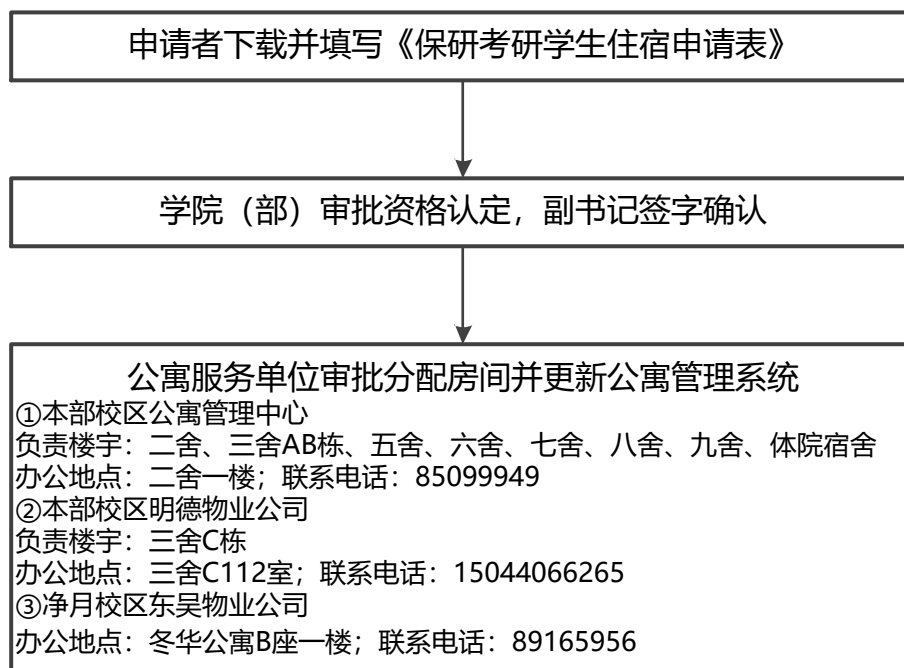 申请者下载并填写《保研考研学生住宿申请表》
学院（部）审批资格认定，副书记签字确认
公寓服务单位审批分配房间并更新公寓管理系统
①本部校区公寓管理中心
负责楼宇：二舍、三舍AB栋、五舍、六舍、七舍、八舍、九舍、体院宿舍
办公地点：二舍一楼；联系电话：85099949
②本部校区明德物业公司
负责楼宇：三舍C栋
办公地点：三舍C112室；联系电话：15044066265
③净月校区东吴物业公司
办公地点：冬华公寓B座一楼；联系电话：89165956